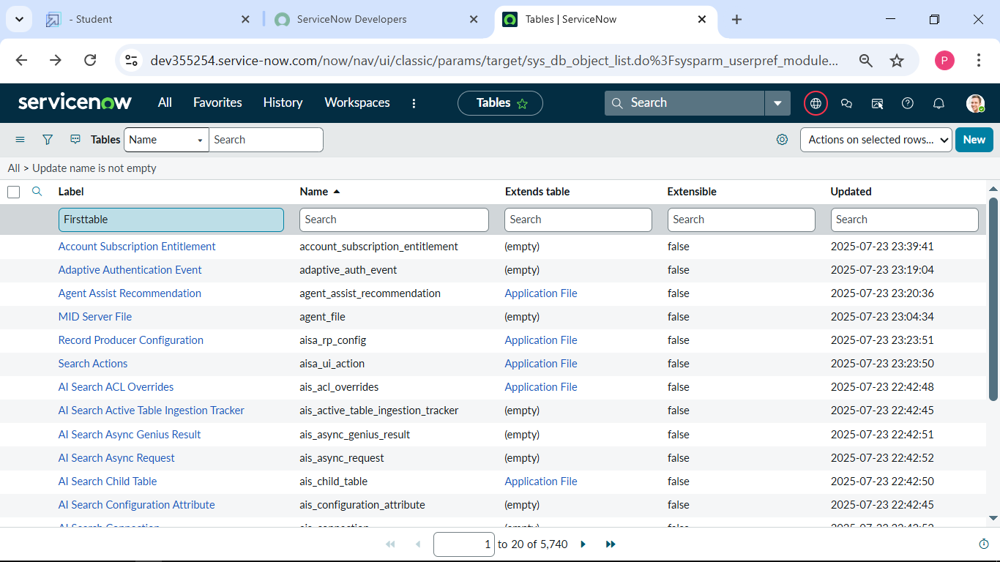 - Student
ServiceNow Developers
Tables | ServiceNow
dev355254.service-now.com/now/nav/ui/classic/params/target/sys_db_object_list.do%3Fsysparm_userpref_module...
P
servicenow
All
Favorites
History
Workspaces
Tables
Search
Tables
Name
Search
Actions on selected rows...
New
All > Update name is not empty
Label Name Extends table Extensible Updated
Firsttable Search Search Search Search
Account Subscription Entitlement account_subscription_entitlement (empty) false 2025-07-23 23:39:41
Adaptive Authentication Event adaptive_auth_event (empty) false 2025-07-23 23:19:04
Agent Assist Recommendation agent_assist_recommendation Application File false 2025-07-23 23:20:36
MID Server File agent_file (empty) false 2025-07-23 23:04:34
Record Producer Configuration aisa_rp_config Application File false 2025-07-23 23:23:51
Search Actions aisa_ui_action Application File false 2025-07-23 23:23:50
AI Search ACL Overrides ais_acl_overrides Application File false 2025-07-23 22:42:48
AI Search Active Table Ingestion Tracker ais_active_table_ingestion_tracker (empty) false 2025-07-23 22:42:45
AI Search Async Genius Result ais_async_genius_result (empty) false 2025-07-23 22:42:51
AI Search Async Request ais_async_request (empty) false 2025-07-23 22:42:52
AI Search Child Table ais_child_table Application File false 2025-07-23 22:42:50
AI Search Configuration Attribute ais_configuration_attribute (empty) false 2025-07-23 22:42:45
1 to 20 of 5,740